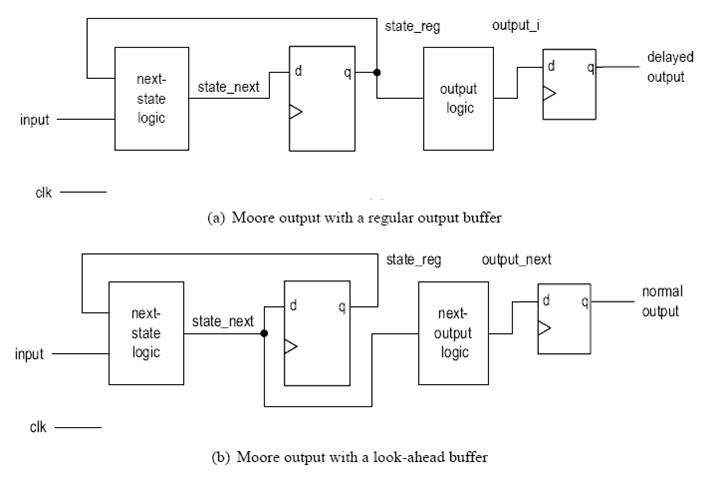 state_reg
output_i
next-
state
logic
state_next
d
q
output
logic
d
q
delayed
output
input
clk
(a) Moore output with a regular output buffer
state_reg
output_next
next-
state
logic
state_next
d
q
next-
output
logic
d
q
normal
output
input
clk
(b) Moore output with a look-ahead buffer